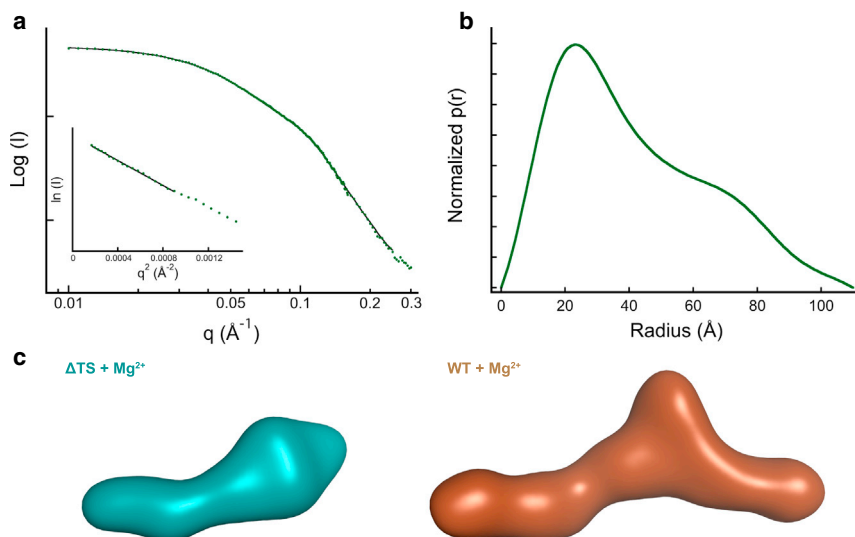 a
Log (I)
ln (I)
0
0.0004
0.0008
0.0012
q² (Å⁻²)
0.01
0.05
0.1
0.2
0.3
q (Å⁻¹)
b
Normalized p(r)
0
20
40
60
80
100
Radius (Å)
c
ΔTS + Mg²⁺
WT + Mg²⁺